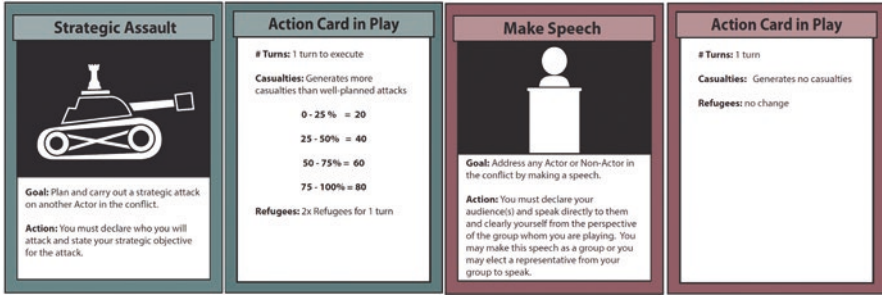 Strategic Assault
Goal: Plan and carry out a strategic attack
on another Actor in the conflict.
Action: You must declare who you will
attack and state your strategic objective
for the attack.
Action Card in Play
# Turns: 1 turn to execute
Casualties: Generates more
casualties than well-planned attacks
0 - 25 % = 20
25 - 50% = 40
50 - 75% = 60
75 - 100% = 80
Refugees: 2x Refugees for 1 turn
Make Speech
Goal: Address any Actor or Non-Actor in
the conflict by making a speech.
Action: You must declare your
audience(s) and speak directly to them
and clearly yourself from the perspective
of the group whom you are playing. You
may make this speech as a group or you
may elect a representative from your
group to speak.
Action Card in Play
# Turns: 1 turn
Casualties: Generates no casualties
Refugees: no change